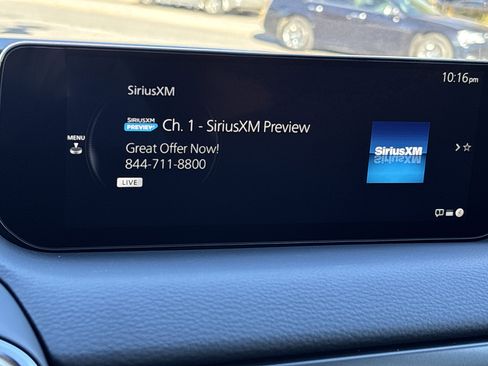 10:16pm
SiriusXM
SIRIUSXM
PREVIEW
Ch. 1 - SiriusXM Preview
MENU
Great Offer Now!
844-711-8800
LIVE
SiriusXM